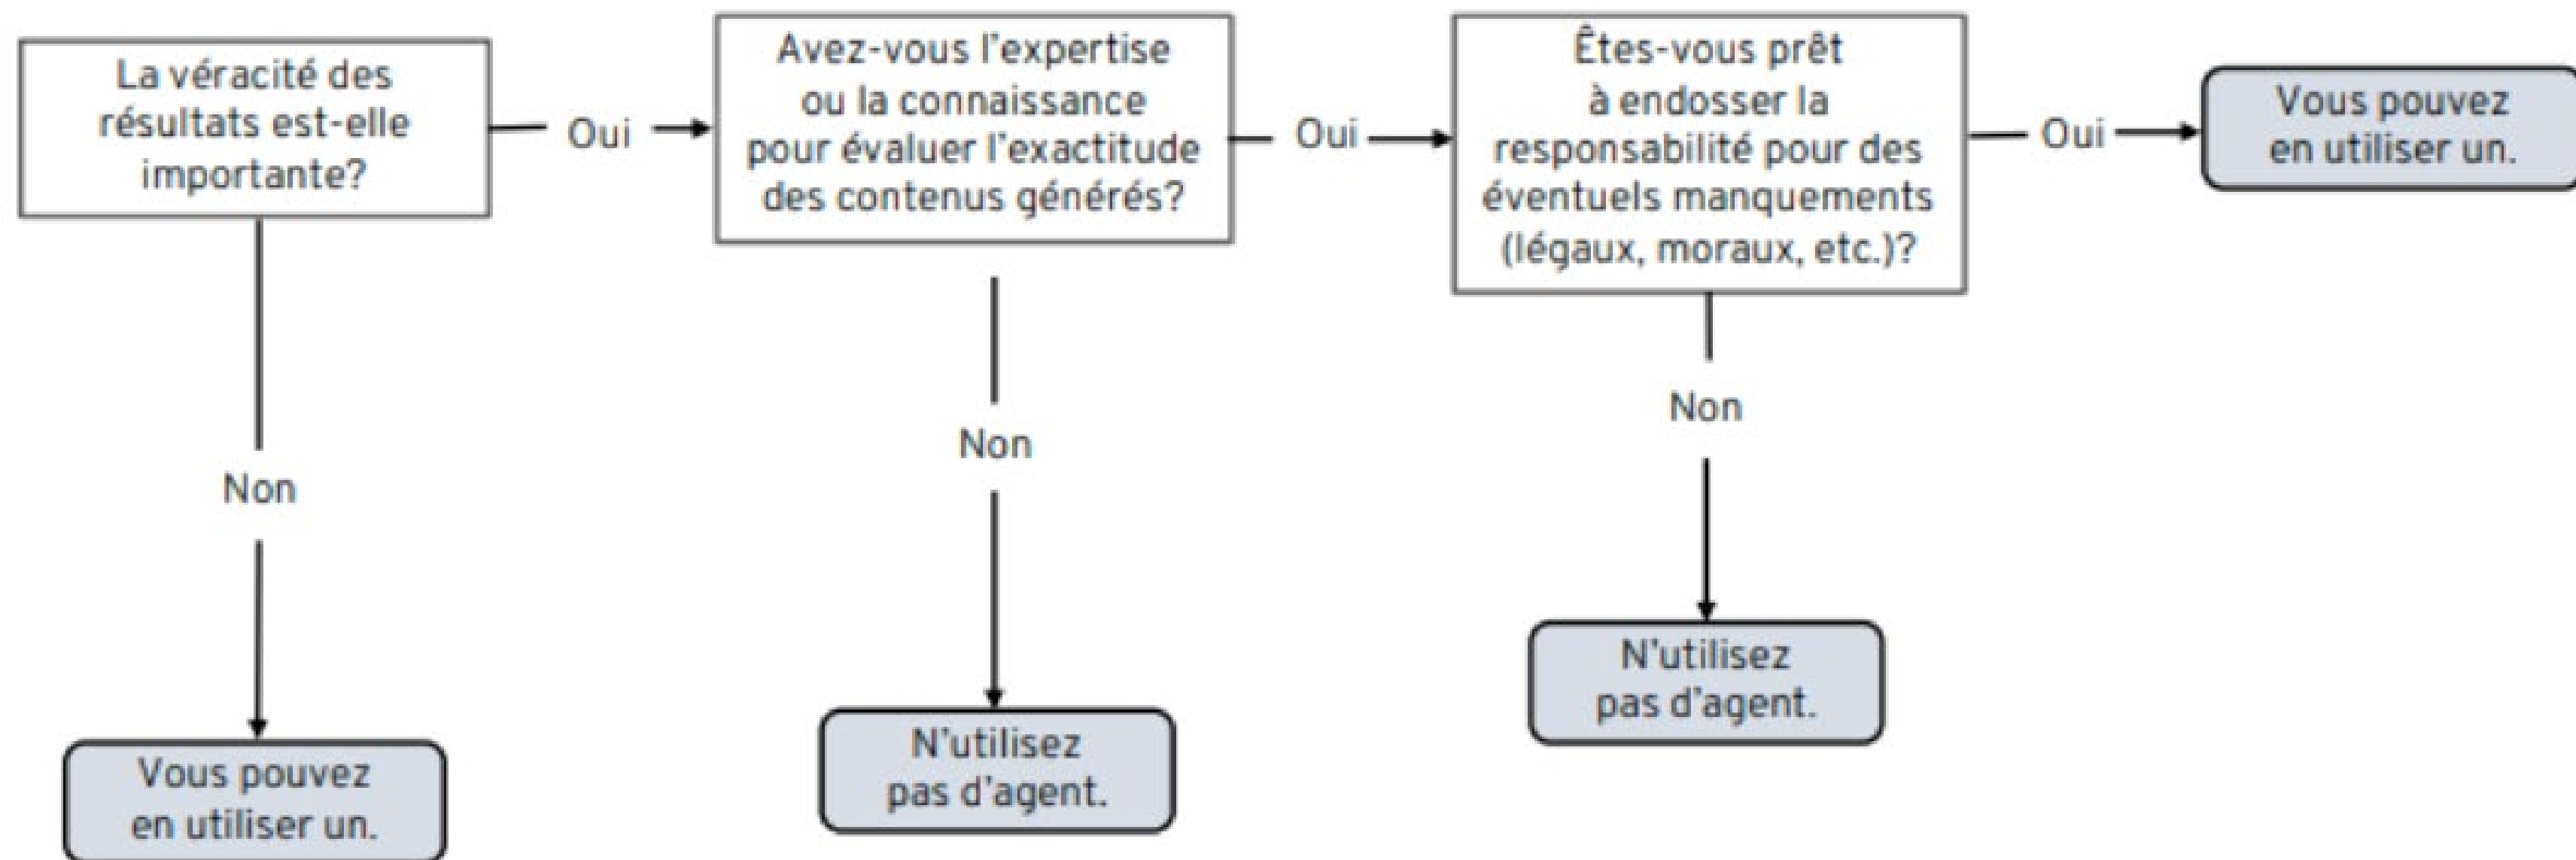 La véracité des
résultats est-elle
importante?
Oui
Avez-vous l'expertise
ou la connaissance
pour évaluer l'exactitude
des contenus générés?
Oui
Êtes-vous prêt
à endosser la
responsabilité pour des
éventuels manquements
(légaux, moraux, etc.)?
Oui
Vous pouvez
en utiliser un.
Non
Vous pouvez
en utiliser un.
Non
N'utilisez
pas d'agent.
Non
N'utilisez
pas d'agent.